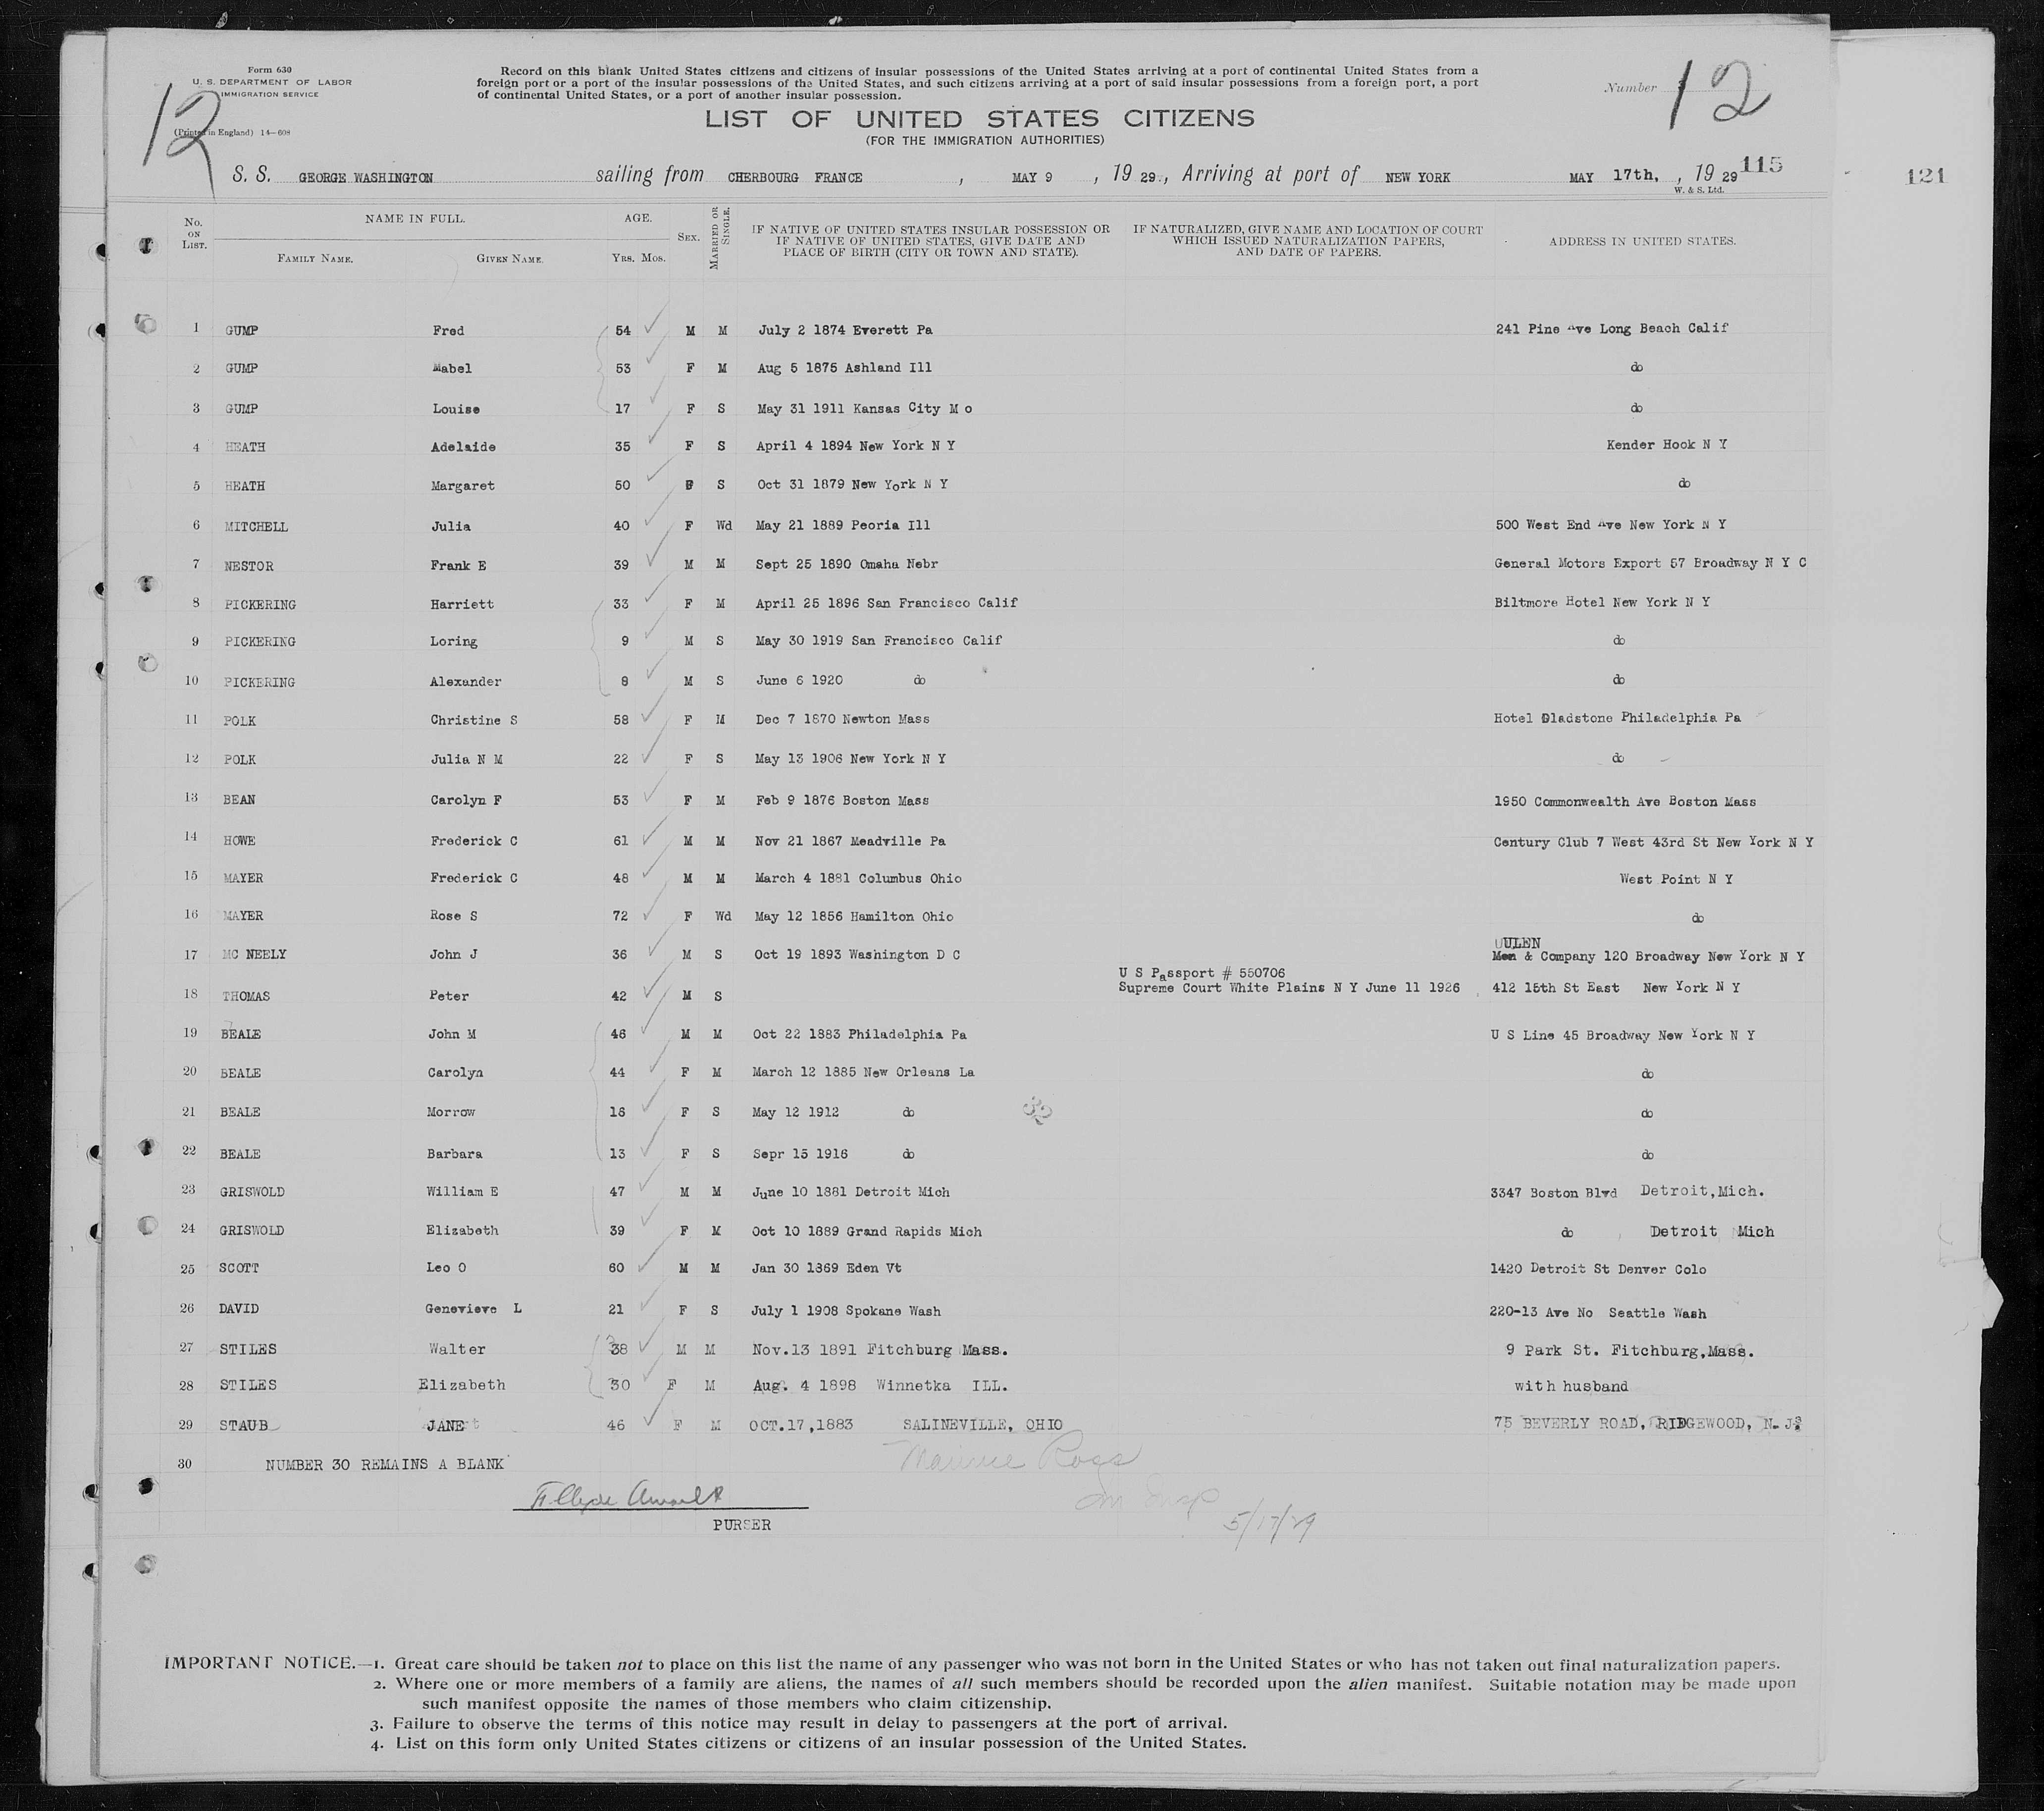 Form 630
U. S. DEPARTMENT OF LABOR
IMMIGRATION SERVICE
(Printed in England) 14—608
12
Record on this blank United States citizens and citizens of insular possessions of the United States arriving at a port of continental United States from a
foreign port or a port of the insular possessions of the United States, and such citizens arriving at a port of said insular possessions from a foreign port, a port
of continental United States, or a port of another insular possession.
Number 12
LIST OF UNITED STATES CITIZENS
(FOR THE IMMIGRATION AUTHORITIES)
S. S. GEORGE WASHINGTON sailing from CHERBOURG FRANCE , MAY 9 , 19 29., Arriving at port of NEW YORK MAY 17th, , 19 29 115
W. & S. Ltd.
121
No. ON LIST. NAME IN FULL. FAMILY NAME. GIVEN NAME. AGE. YRS. MOS. SEX. MARRIED OR SINGLE. IF NATIVE OF UNITED STATES INSULAR POSSESSION OR IF NATIVE OF UNITED STATES, GIVE DATE AND PLACE OF BIRTH (CITY OR TOWN AND STATE). IF NATURALIZED, GIVE NAME AND LOCATION OF COURT WHICH ISSUED NATURALIZATION PAPERS, AND DATE OF PAPERS. ADDRESS IN UNITED STATES.
1 GUMP Fred 54 M M July 2 1874 Everett Pa 241 Pine Ave Long Beach Calif
2 GUMP Mabel 53 F M Aug 5 1875 Ashland Ill do
3 GUMP Louise 17 F S May 31 1911 Kansas City M o do
4 HEATH Adelaide 35 F S April 4 1894 New York N Y Kender Hook N Y
5 HEATH Margaret 50 F S Oct 31 1879 New York N Y do
6 MITCHELL Julia 40 F Wd May 21 1889 Peoria Ill 500 West End Ave New York N Y
7 NESTOR Frank E 39 M M Sept 25 1890 Omaha Nebr General Motors Export 57 Broadway N Y C
8 PICKERING Harriett 33 F M April 25 1896 San Francisco Calif Biltmore Hotel New York N Y
9 PICKERING Loring 9 M S May 30 1919 San Francisco Calif do
10 PICKERING Alexander 8 M S June 6 1920 do do
11 POLK Christine S 58 F M Dec 7 1870 Newton Mass Hotel Gladstone Philadelphia Pa
12 POLK Julia N M 22 F S May 13 1906 New York N Y do
13 BEAN Carolyn F 53 F M Feb 9 1876 Boston Mass 1950 Commonwealth Ave Boston Mass
14 HOWE Frederick C 61 M M Nov 21 1867 Meadville Pa Century Club 7 West 43rd St New York N Y
15 MAYER Frederick C 48 M M March 4 1881 Columbus Ohio West Point N Y
16 MAYER Rose S 72 F Wd May 12 1856 Hamilton Ohio do
ULEN
17 MC NEELY John J 36 M S Oct 19 1893 Washington D C & Company 120 Broadway New York N Y
U S Passport # 550706
18 THOMAS Peter 42 M S Supreme Court White Plains N Y June 11 1926 412 15th St East New York N Y
19 BEALE John M 46 M M Oct 22 1883 Philadelphia Pa U S Line 45 Broadway New York N Y
20 BEALE Carolyn 44 F M March 12 1885 New Orleans La do
21 BEALE Morrow 16 F S May 12 1912 do 32 do
22 BEALE Barbara 13 F S Sepr 15 1916 do do
23 GRISWOLD William E 47 M M June 10 1881 Detroit Mich 3347 Boston Blvd Detroit,Mich.
24 GRISWOLD Elizabeth 39 F M Oct 10 1889 Grand Rapids Mich do Detroit Mich
25 SCOTT Leo O 60 M M Jan 30 1869 Eden Vt 1420 Detroit St Denver Colo
26 DAVID Genevieve L 21 F S July 1 1908 Spokane Wash 220-13 Ave No Seattle Wash
27 STILES Walter 38 M M Nov.13 1891 Fitchburg Mass. 9 Park St. Fitchburg,Mass.
28 STILES Elizabeth 30 F M Aug. 4 1898 Winnetka ILL. with husband
29 STAUB JANE 46 F M OCT.17,1883 SALINEVILLE, OHIO 75 BEVERLY ROAD, RIDGEWOOD, N. J.
30 NUMBER 30 REMAINS A BLANK
Ross
PURSER
5/17/29
IMPORTANT NOTICE.—1. Great care should be taken not to place on this list the name of any passenger who was not born in the United States or who has not taken out final naturalization papers.
2. Where one or more members of a family are aliens, the names of all such members should be recorded upon the alien manifest. Suitable notation may be made upon
such manifest opposite the names of those members who claim citizenship.
3. Failure to observe the terms of this notice may result in delay to passengers at the port of arrival.
4. List on this form only United States citizens or citizens of an insular possession of the United States.